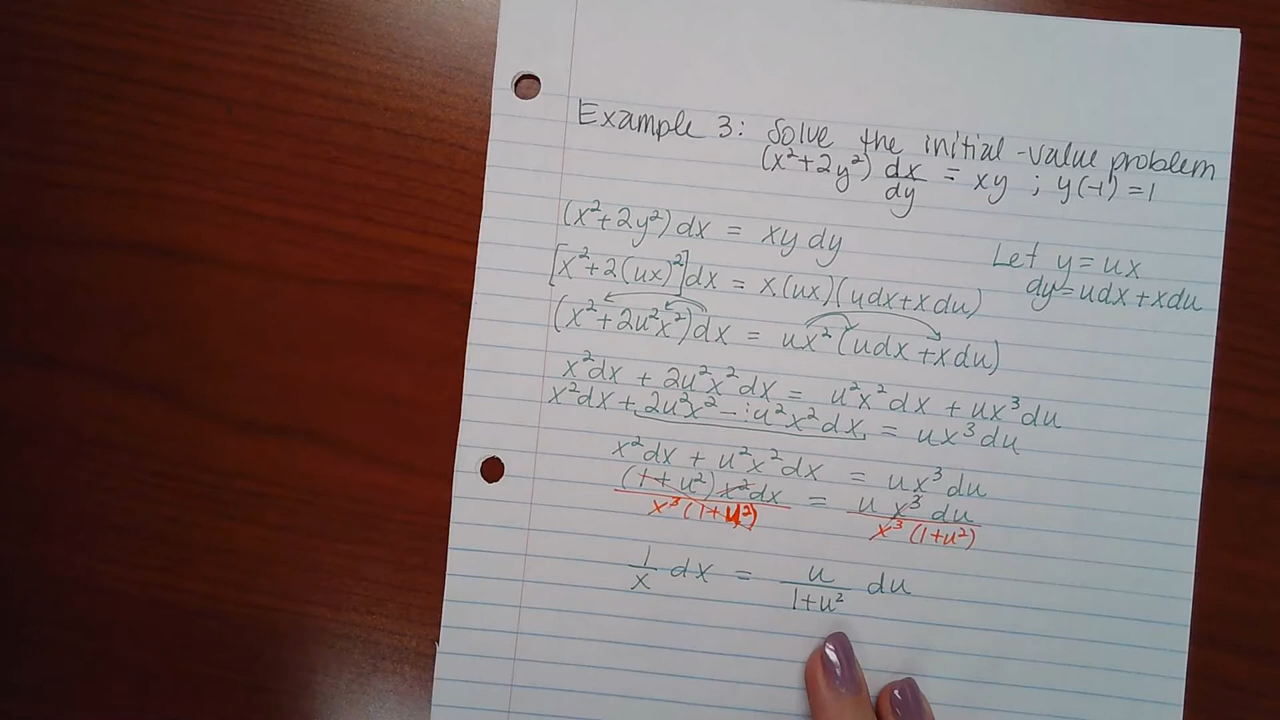 Example 3: Solve the initial-value problem
(x²+2y²) dx/dy = xy ; y(-1)=1
(x²+2y²)dx = xy dy
Let y = ux
[x²+2(ux)²]dx = x(ux)(udx+xdu)
dy=udx+xdu
(x²+2u²x²)dx = ux²(udx+xdu)
x²dx + 2u²x²dx = u²x²dx + ux³du
x²dx + 2u²x² - u²x²dx = ux³du
x²dx + u²x²dx = ux³du
(1+u²)x²dx = ux³du
x³(1+u²) x³(1+u²)
1/x dx = u/1+u² du